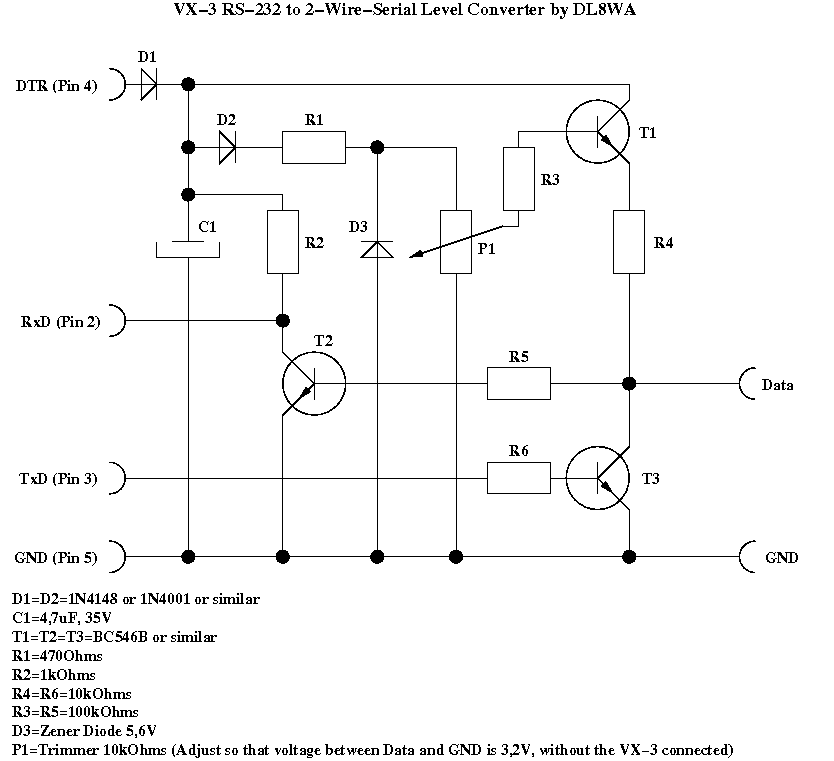 VX-3 RS-232 to 2-Wire-Serial Level Converter by DL8WA
D1
DTR (Pin 4)
D2
R1
T1
R3
C1
R2
D3
P1
R4
RxD (Pin 2)
T2
R5
Data
R6
TxD (Pin 3)
T3
GND (Pin 5)
GND
D1=D2=1N4148 or 1N4001 or similar
C1=4,7uF, 35V
T1=T2=T3=BC546B or similar
R1=470Ohms
R2=1kOhms
R4=R6=10kOhms
R3=R5=100kOhms
D3=Zener Diode 5,6V
P1=Trimmer 10kOhms (Adjust so that voltage between Data and GND is 3,2V, without the VX-3 connected)